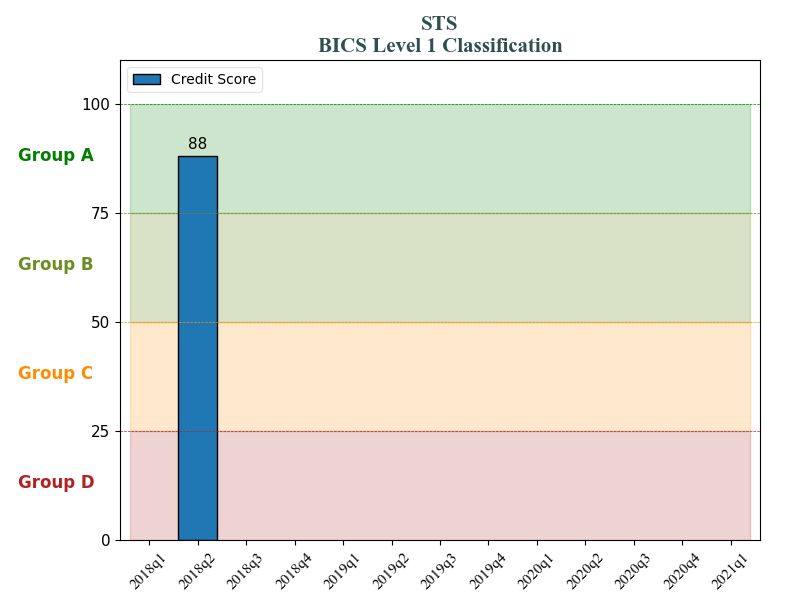 STS
BICS Level 1 Classification
Credit Score
100
Group A
88
75
Group B
50
Group C
25
Group D
0
2018q1
2018q2
2018q3
2018q4
2019q1
2019q2
2019q3
2019q4
2020q1
2020q2
2020q3
2020q4
2021q1